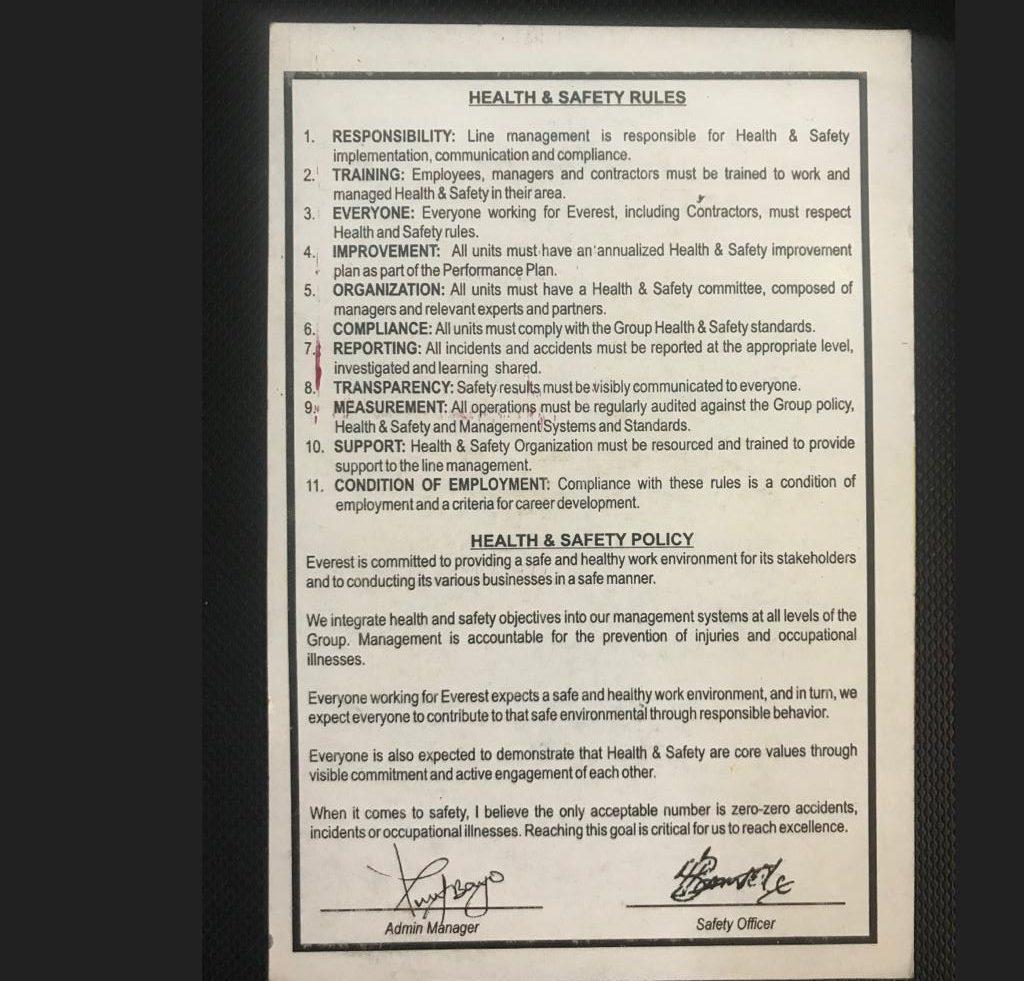 HEALTH & SAFETY RULES
1. RESPONSIBILITY: Line management is responsible for Health & Safety
implementation, communication and compliance.
2. TRAINING: Employees, managers and contractors must be trained to work and
managed Health & Safety in their area.
3. EVERYONE: Everyone working for Everest, including Contractors, must respect
Health and Safety rules.
4. IMPROVEMENT: All units must have an annualized Health & Safety improvement
plan as part of the Performance Plan.
5. ORGANIZATION: All units must have a Health & Safety committee, composed of
managers and relevant experts and partners.
6. COMPLIANCE: All units must comply with the Group Health & Safety standards.
7. REPORTING: All incidents and accidents must be reported at the appropriate level,
investigated and learning shared.
8. TRANSPARENCY: Safety results must be visibly communicated to everyone.
9. MEASUREMENT: All operations must be regularly audited against the Group policy,
Health & Safety and Management Systems and Standards.
10. SUPPORT: Health & Safety Organization must be resourced and trained to provide
support to the line management.
11. CONDITION OF EMPLOYMENT: Compliance with these rules is a condition of
employment and a criteria for career development.
HEALTH & SAFETY POLICY
Everest is committed to providing a safe and healthy work environment for its stakeholders
and to conducting its various businesses in a safe manner.
We integrate health and safety objectives into our management systems at all levels of the
Group. Management is accountable for the prevention of injuries and occupational
illnesses.
Everyone working for Everest expects a safe and healthy work environment, and in turn, we
expect everyone to contribute to that safe environmental through responsible behavior.
Everyone is also expected to demonstrate that Health & Safety are core values through
visible commitment and active engagement of each other.
When it comes to safety, I believe the only acceptable number is zero-zero accidents,
incidents or occupational illnesses. Reaching this goal is critical for us to reach excellence.
Admin Manager
Safety Officer